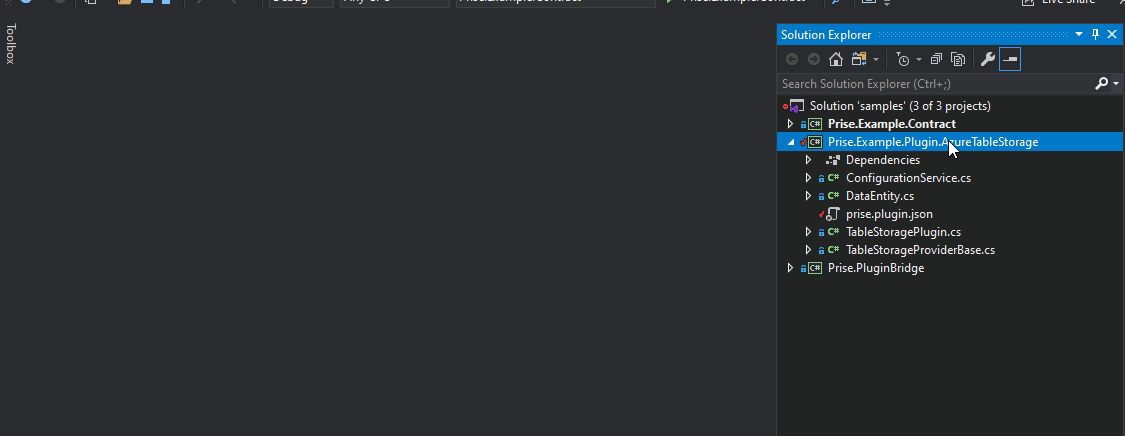 Toolbox
Live Share
Solution Explorer
Search Solution Explorer (Ctrl+;)
Solution 'samples' (3 of 3 projects)
C# Prise.Example.Contract
C# Prise.Example.Plugin.AzureTableStorage
Dependencies
C# ConfigurationService.cs
C# DataEntity.cs
prise.plugin.json
C# TableStoragePlugin.cs
C# TableStorageProviderBase.cs
C# Prise.PluginBridge